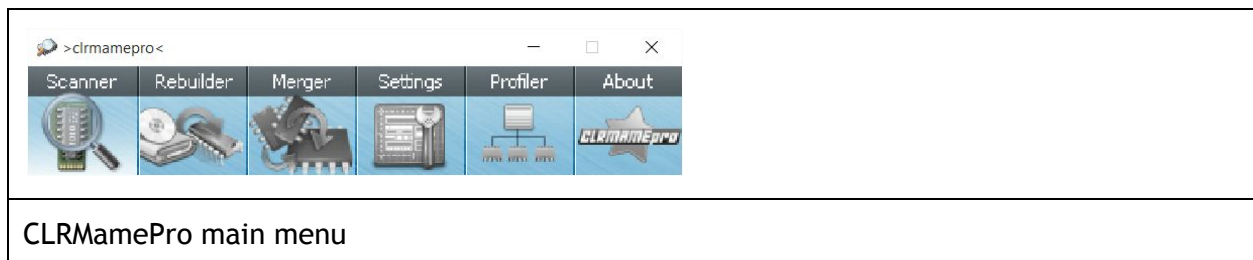 >clrmamepro<
Scanner Rebuilder Merger Settings Profiler About
CLRMAMEpro
CLRMamePro main menu